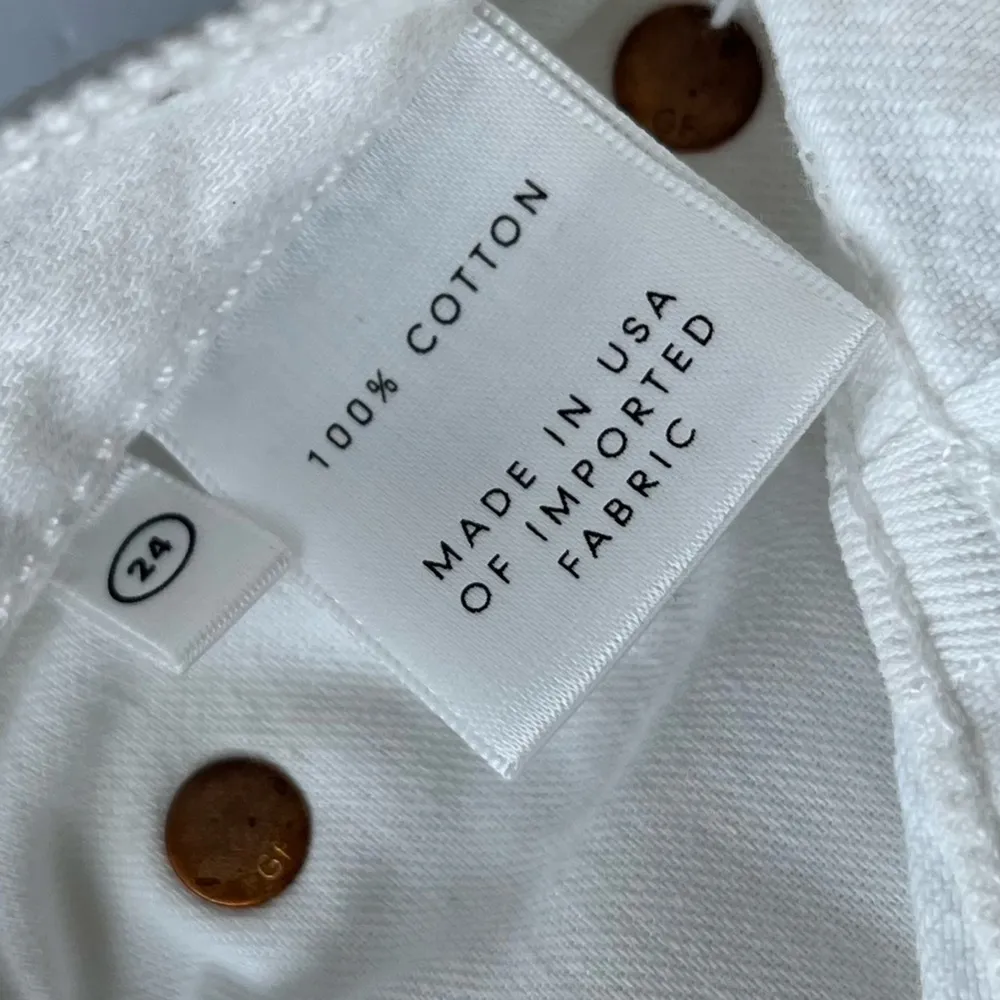 100% COTTON
MADE IN USA
OF IMPORTED
FABRIC
24